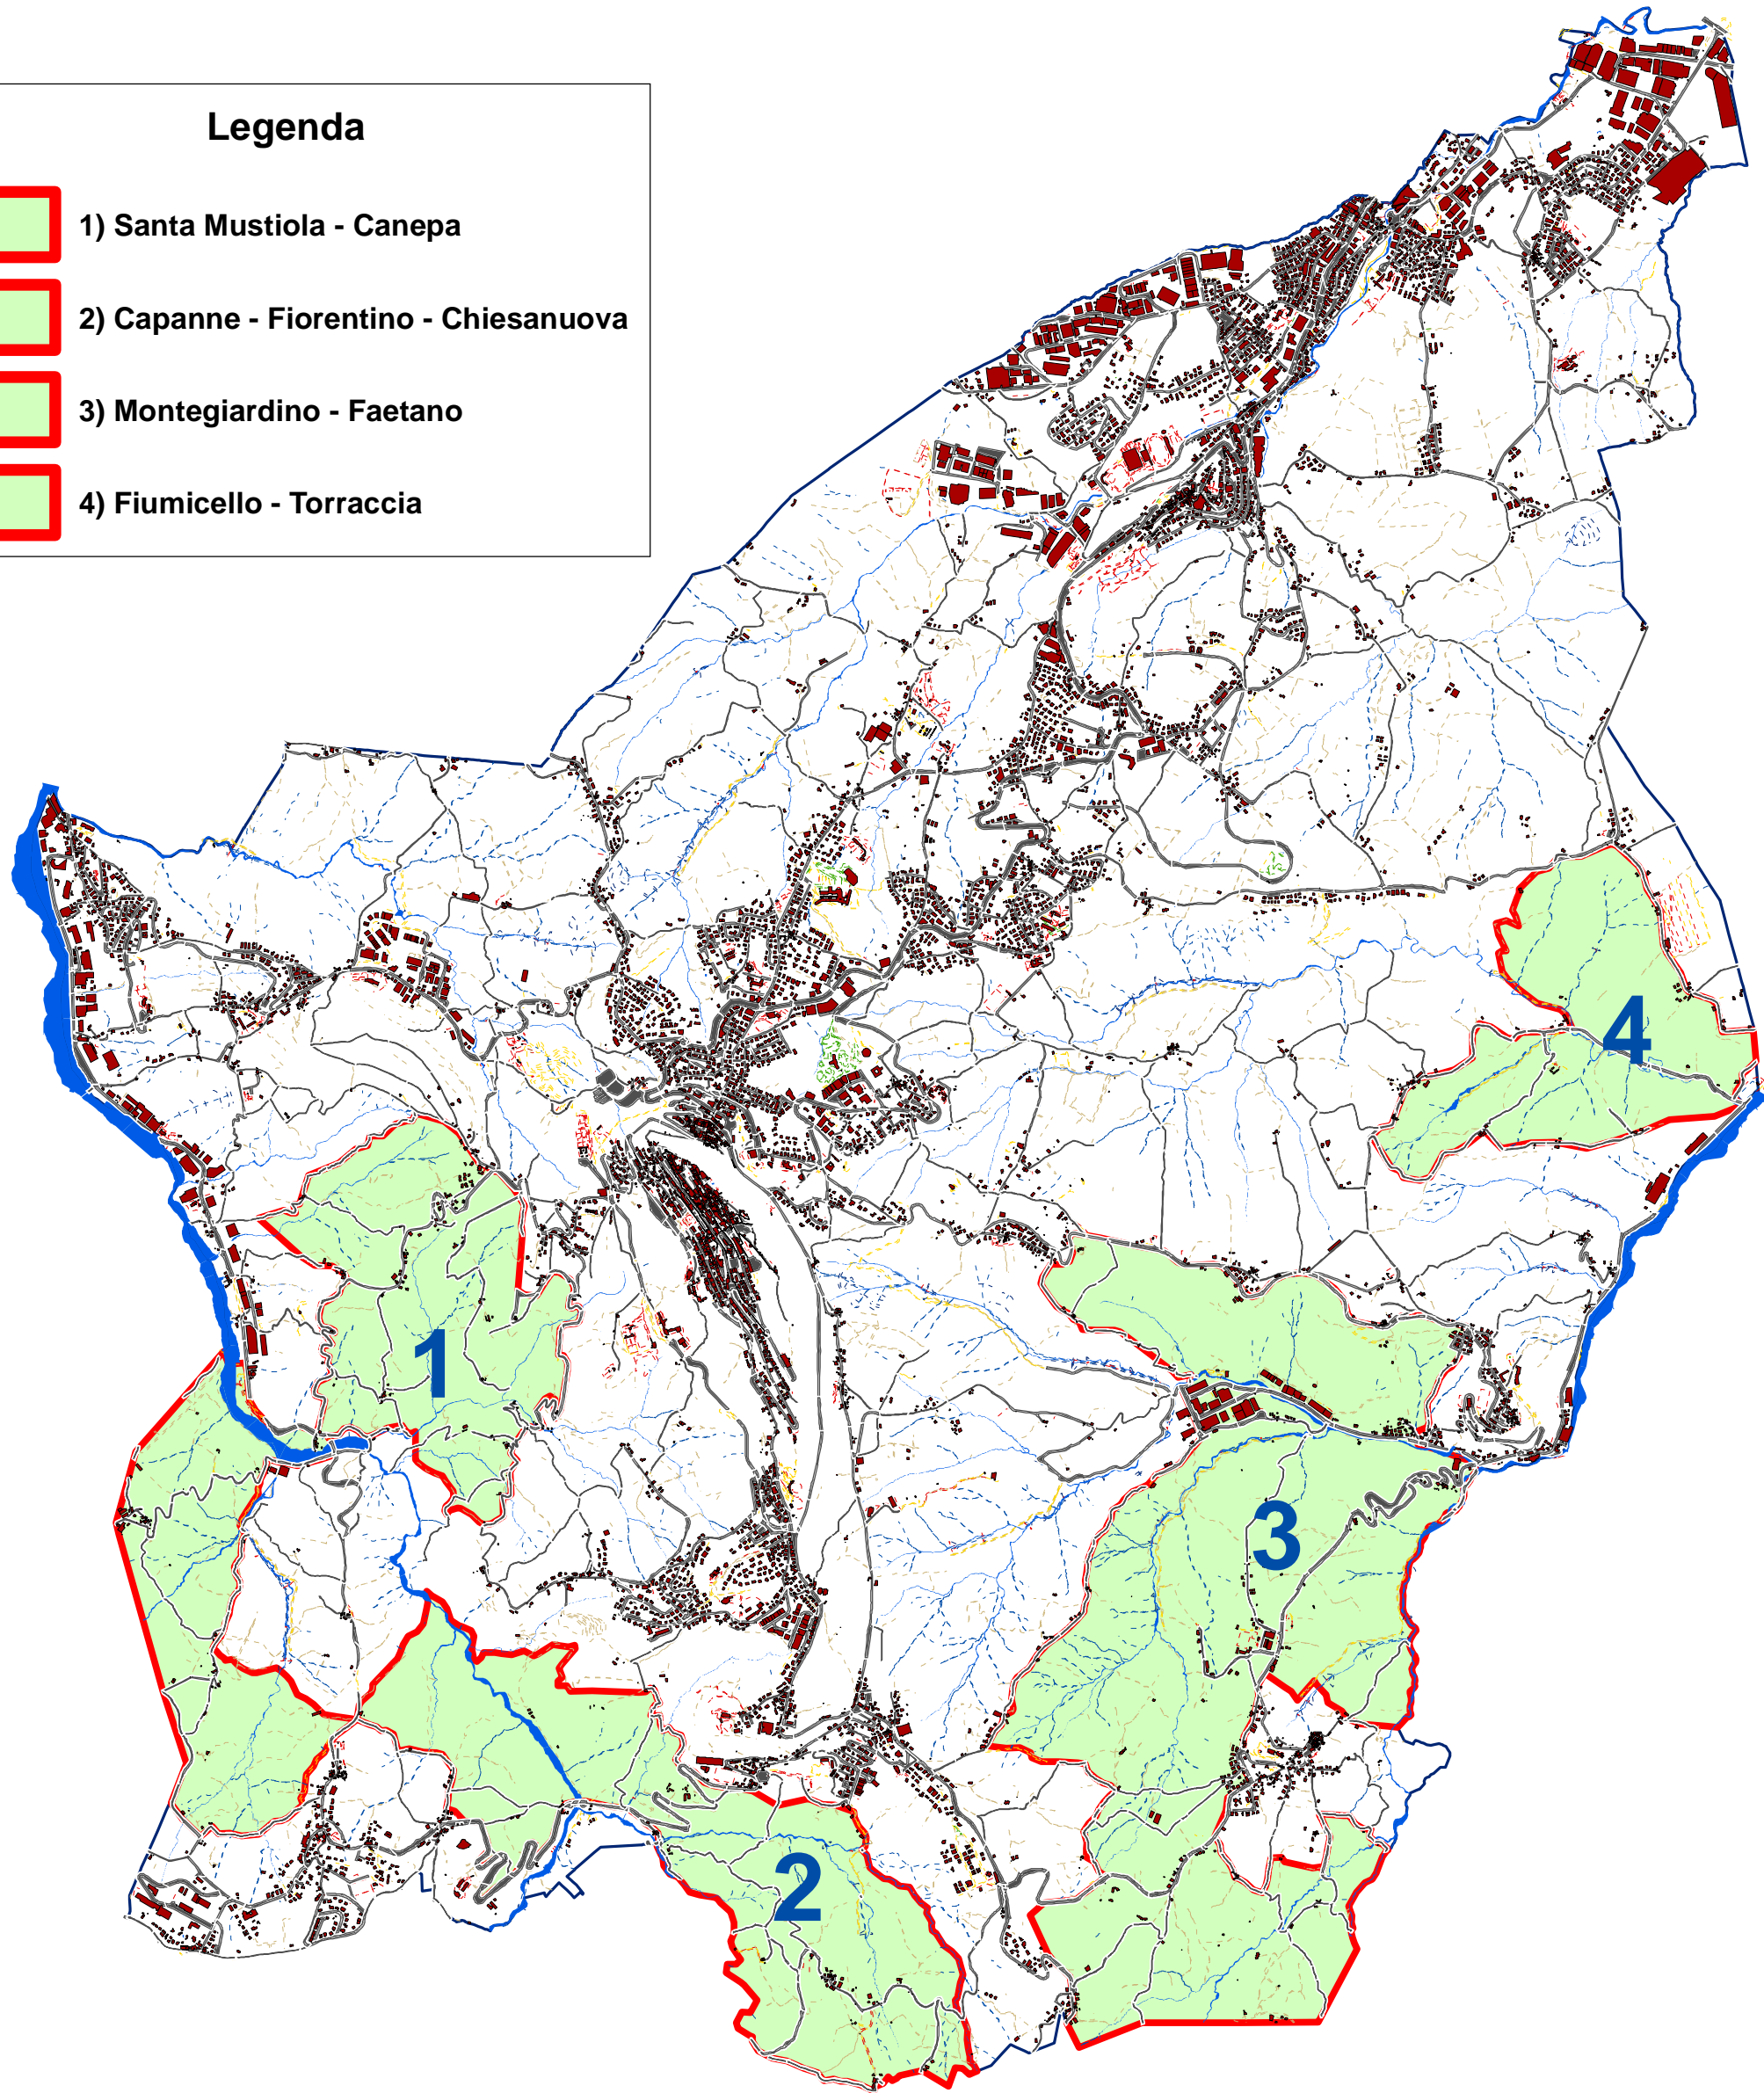 Legenda
1) Santa Mustiola - Canepa
2) Capanne - Fiorentino - Chiesanuova
3) Montegiardino - Faetano
4) Fiumicello - Torraccia
4
1
3
2